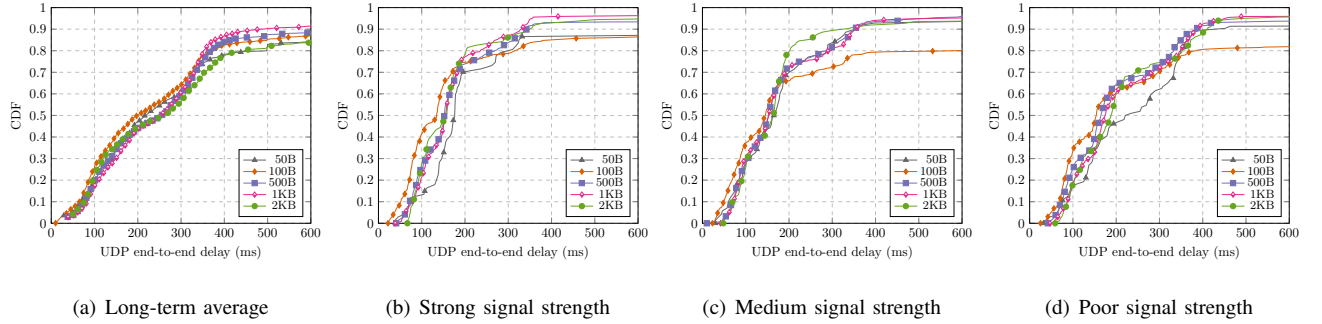 1
0.9
0.8
0.7
0.6
0.5
0.4
0.3
0.2
0.1
0
CDF
50B
100B
500B
1KB
2KB
0 100 200 300 400 500 600
UDP end-to-end delay (ms)
(a) Long-term average
1
0.9
0.8
0.7
0.6
0.5
0.4
0.3
0.2
0.1
0
CDF
50B
100B
500B
1KB
2KB
0 100 200 300 400 500 600
UDP end-to-end delay (ms)
(b) Strong signal strength
1
0.9
0.8
0.7
0.6
0.5
0.4
0.3
0.2
0.1
0
CDF
50B
100B
500B
1KB
2KB
0 100 200 300 400 500 600
UDP end-to-end delay (ms)
(c) Medium signal strength
1
0.9
0.8
0.7
0.6
0.5
0.4
0.3
0.2
0.1
0
CDF
50B
100B
500B
1KB
2KB
0 100 200 300 400 500 600
UDP end-to-end delay (ms)
(d) Poor signal strength